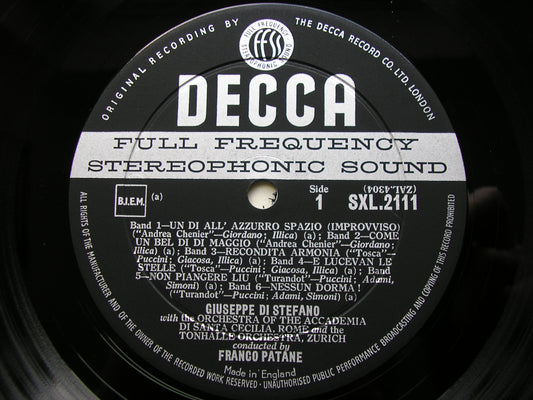 ORIGINAL RECORDING BY THE DECCA RECORD CO. LTD. LONDON
FULL FREQUENCY
ffss
STEREOPHONIC SOUND
DECCA
FULL FREQUENCY
STEREOPHONIC SOUND
B.I.E.M. (a)
Side
1 SXL.2111
(ZAL.4304)
Band 1—UN DI ALL' AZZURRO SPAZIO (IMPROVVISO)
("Andrea Chenier"—Giordano; Illica) (a); Band 2—COME
UN BEL DI DI MAGGIO ("Andrea Chenier"—Giordano;
Illica) (a) Band 3—RECONDITA ARMONIA ("Tosca"—
Puccini; Giacosa, Illica) (a); Band 4—E LUCEVAN LE
STELLE ("Tosca"—Puccini; Giacosa, Illica) (a); Band
5—NON PIANGERE LIU ("Turandot"—Puccini; Adami,
Simoni) (a); Band 6—NESSUN DORMA!
("Turandot"—Puccini; Adami, Simoni) (a)
GIUSEPPE DI STEFANO
with the ORCHESTRA OF THE ACCADEMIA
DI SANTA CECILIA, ROME and the
TONHALLE ORCHESTRA, ZURICH
conducted by
FRANCO PATANE
Made in England
ALL RIGHTS OF THE MANUFACTURER AND OF THE OWNER OF THE RECORDED WORK RESERVED · UNAUTHORISED PUBLIC PERFORMANCE BROADCASTING AND COPYING OF THIS RECORD PROHIBITED